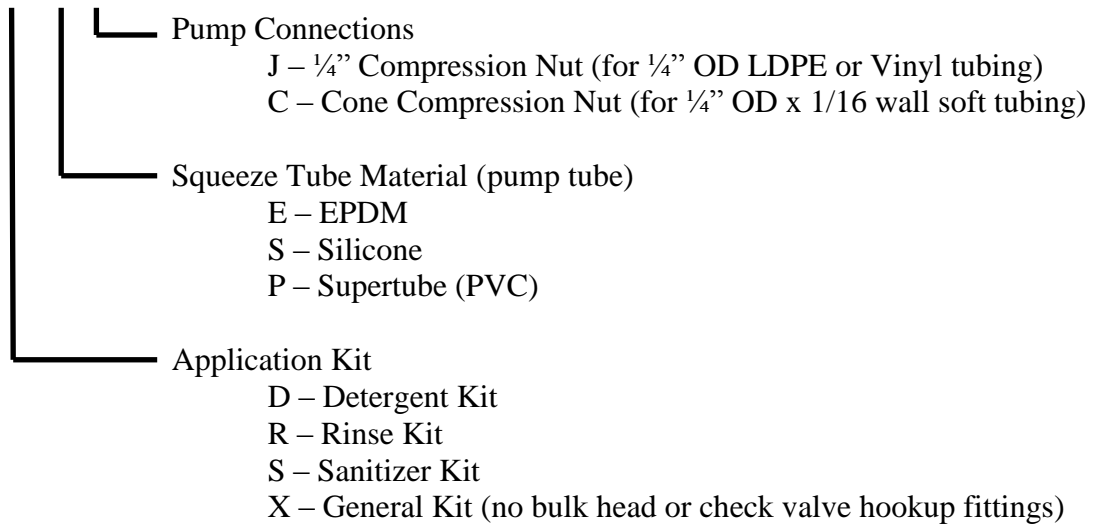 Pump Connections
J – ¼” Compression Nut (for ¼” OD LDPE or Vinyl tubing)
C – Cone Compression Nut (for ¼” OD x 1/16 wall soft tubing)
Squeeze Tube Material (pump tube)
E – EPDM
S – Silicone
P – Supertube (PVC)
Application Kit
D – Detergent Kit
R – Rinse Kit
S – Sanitizer Kit
X – General Kit (no bulk head or check valve hookup fittings)